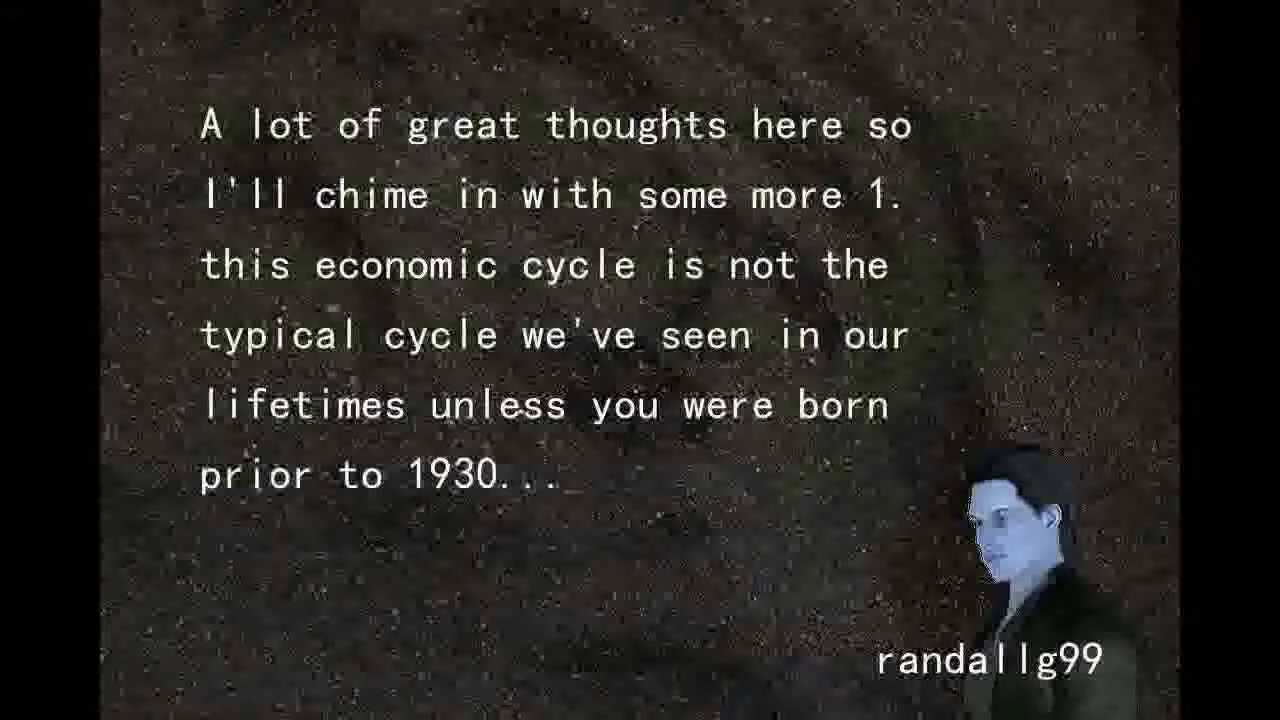 A lot of great thoughts here so
I'll chime in with some more 1.
this economic cycle is not the
typical cycle we've seen in our
lifetimes unless you were born
prior to 1930...
randallg99